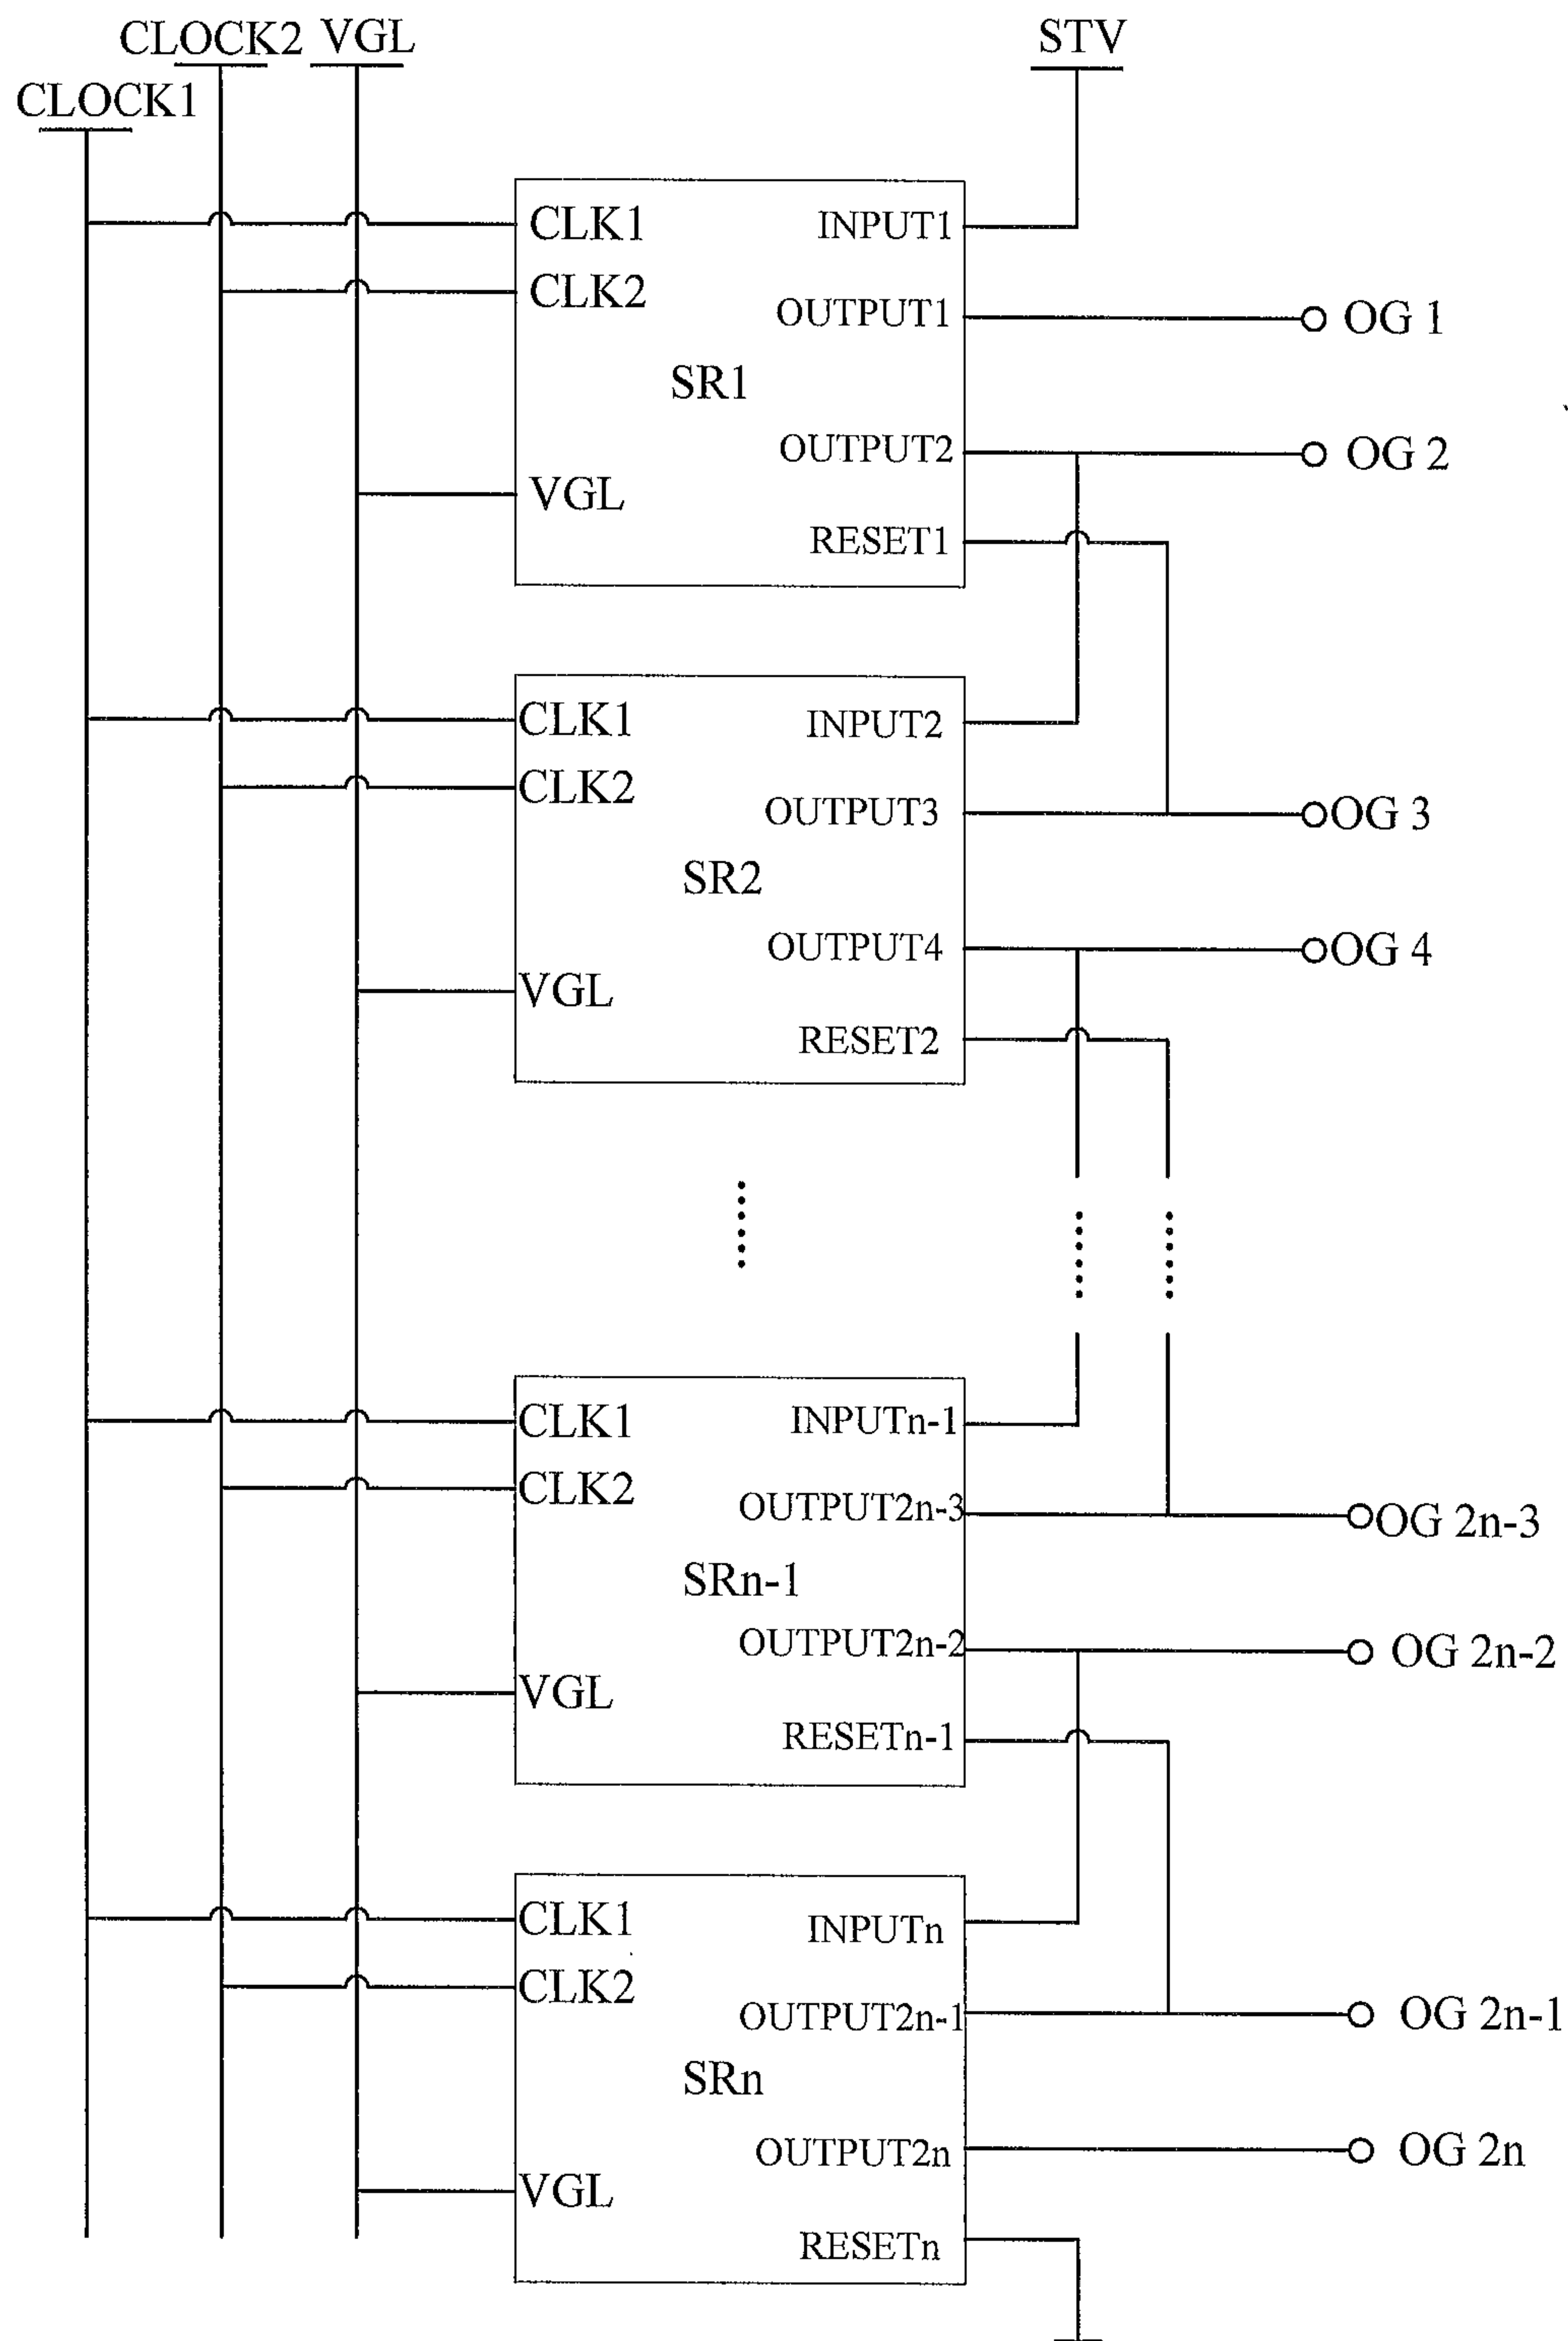 CLOCK2 VGL STV
CLOCK1
CLK1 INPUT1
CLK2 OUTPUT1 OG 1
SR1
OUTPUT2 OG 2
VGL
RESET1
CLK1 INPUT2
CLK2 OUTPUT3 OG 3
SR2
OUTPUT4 OG 4
VGL
RESET2
CLK1 INPUTn-1
CLK2 OUTPUT2n-3 OG 2n-3
SRn-1
OUTPUT2n-2 OG 2n-2
VGL
RESETn-1
CLK1 INPUTn
CLK2 OUTPUT2n-1 OG 2n-1
SRn
OUTPUT2n OG 2n
VGL
RESETn